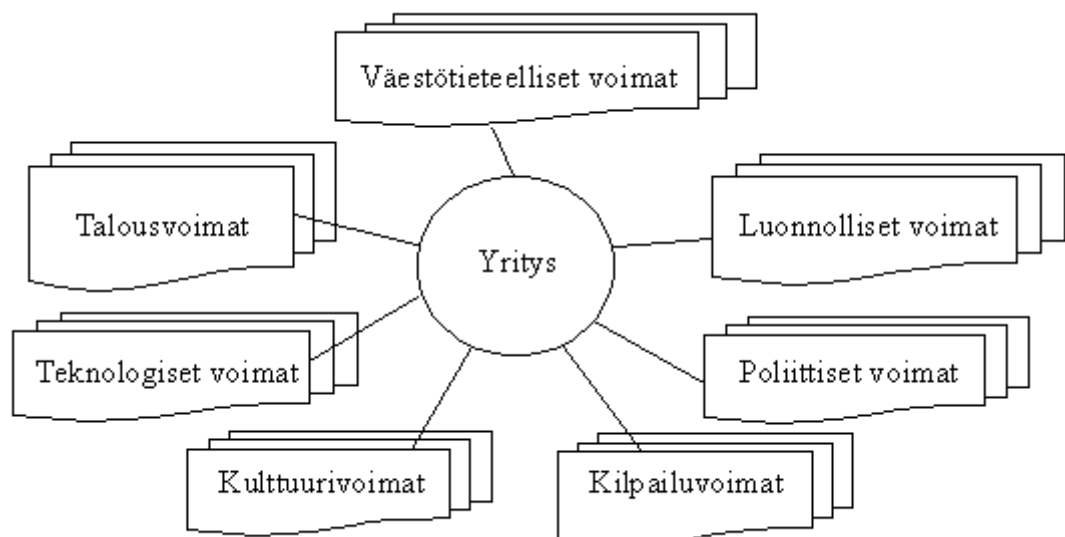 Väestötieteelliset voimat
Talousvoimat
Luonnolliset voimat
Yritys
Teknologiset voimat
Poliittiset voimat
Kulttuurivoimat
Kilpailuvoimat